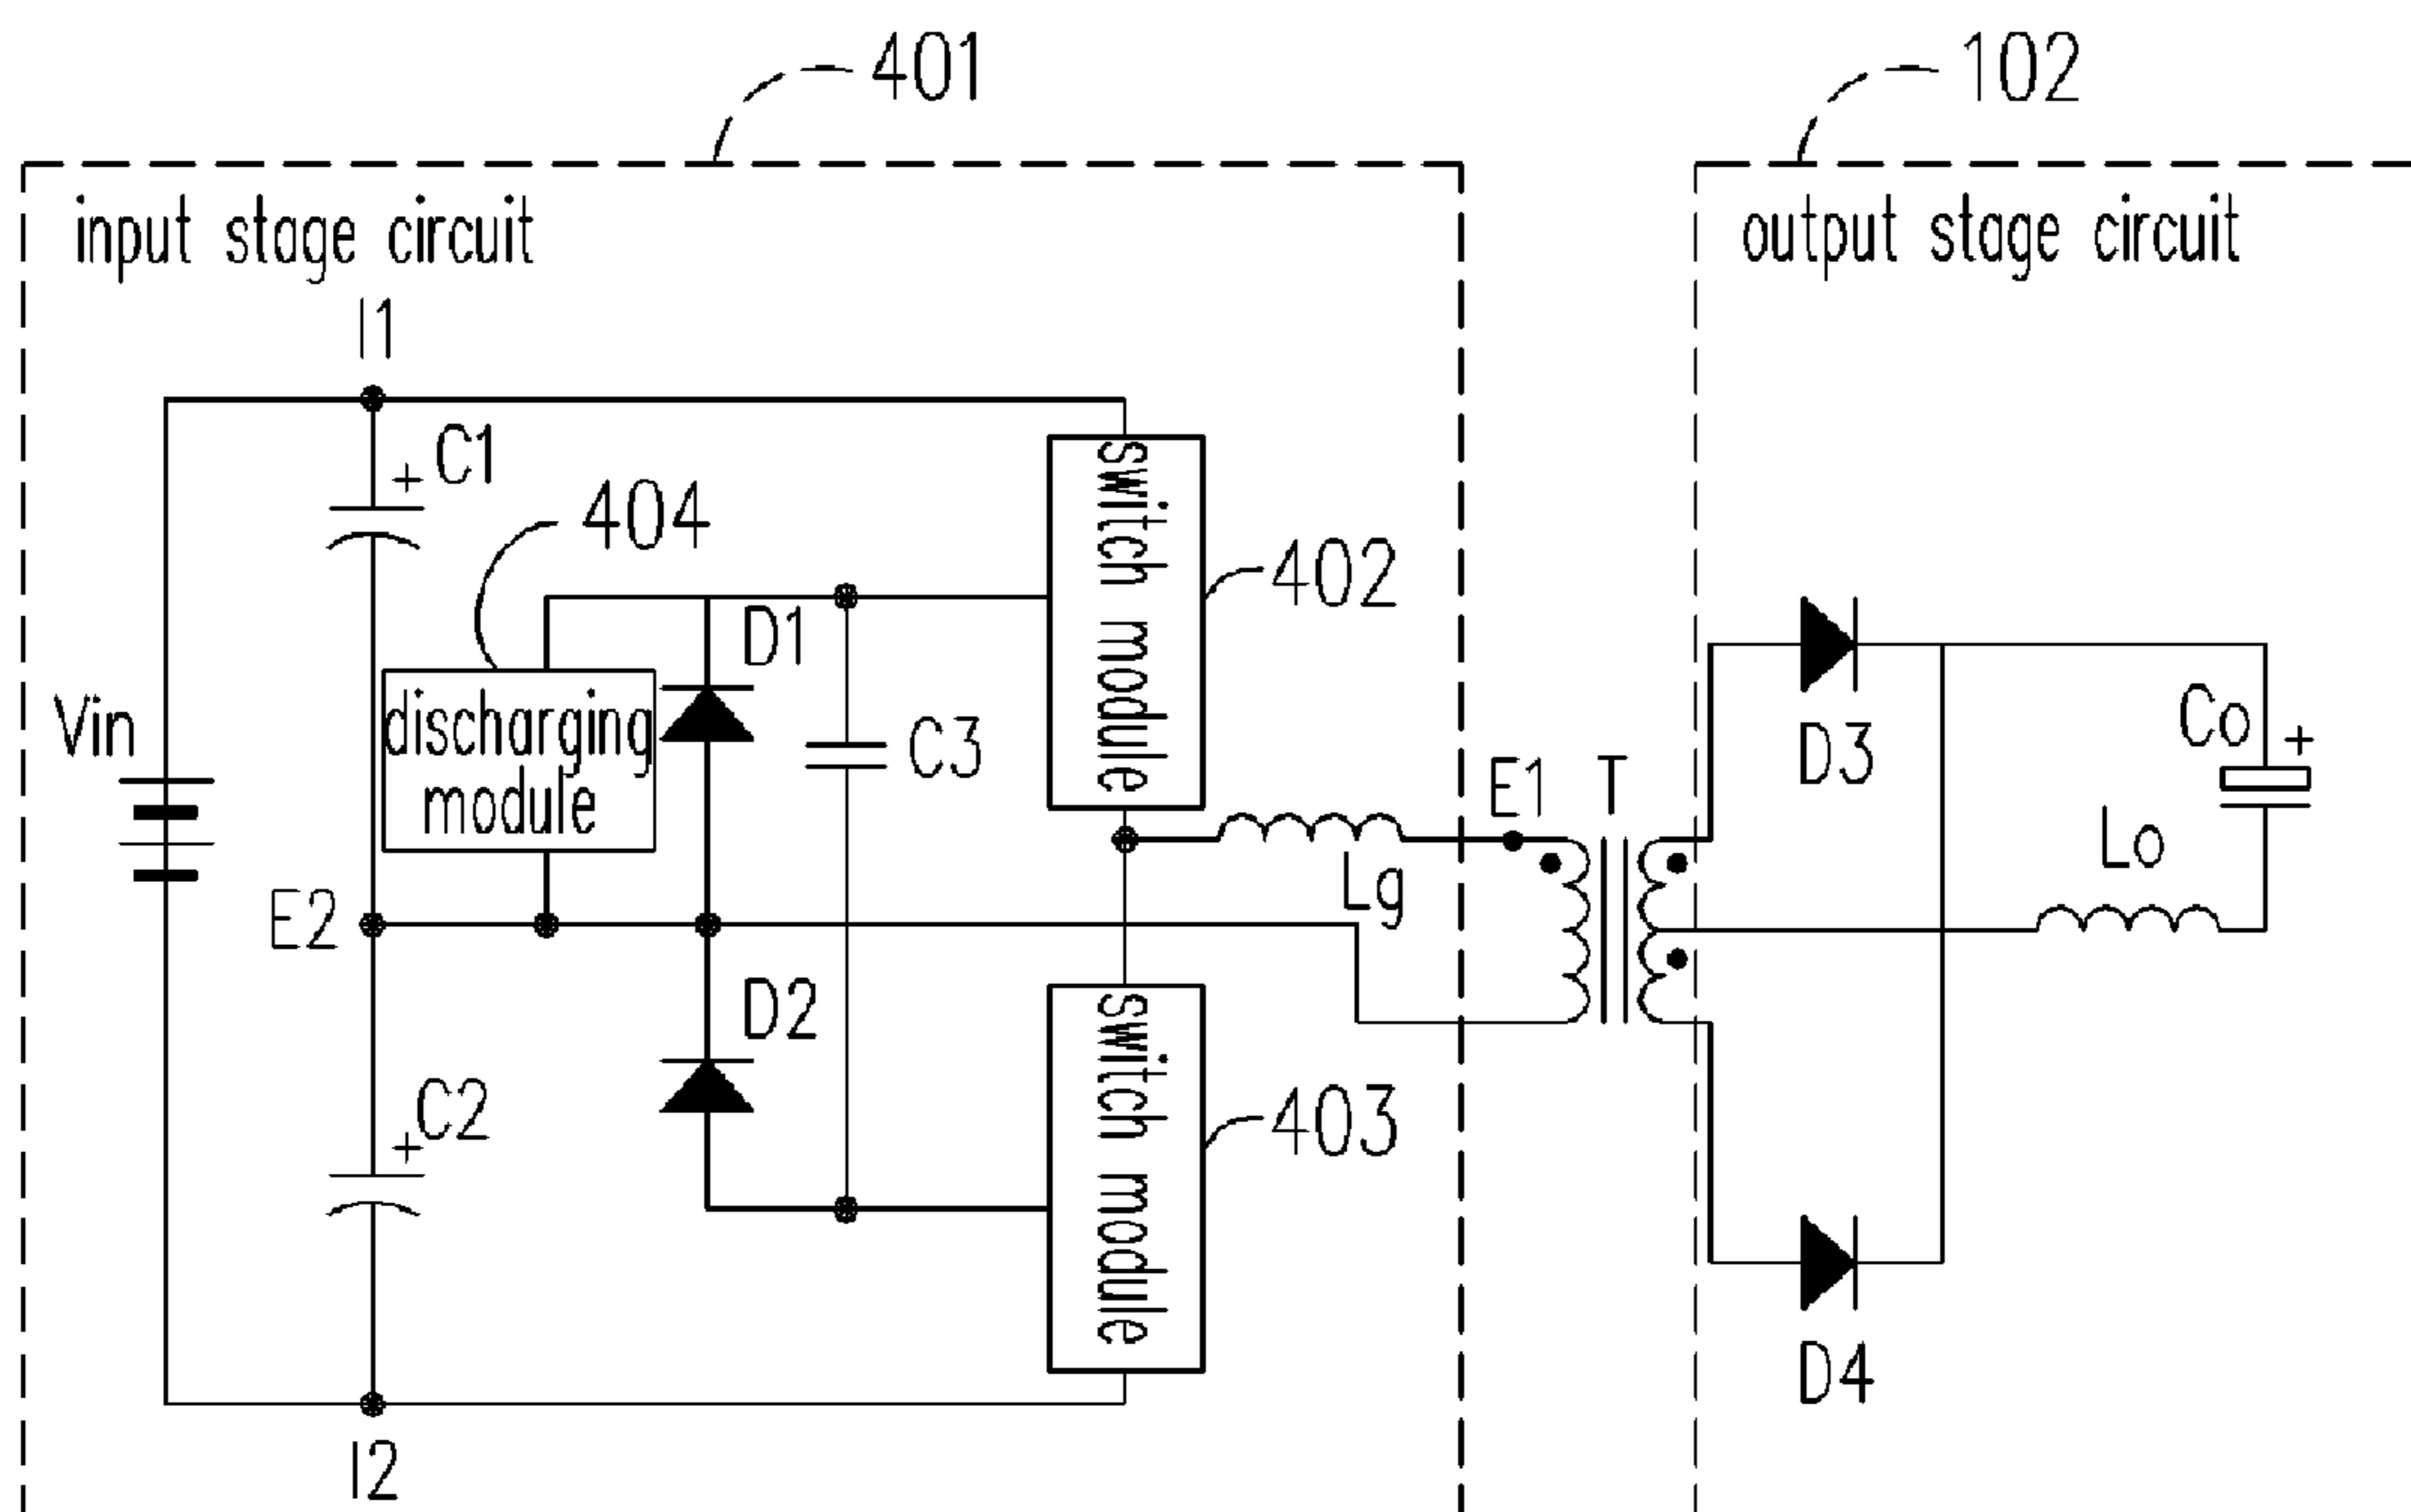 401
102
input stage circuit
output stage circuit
I1
+ C1
404
switch module
402
D1
discharging
module
Vin
C3
D3
Co +
E1
T
Lg
Lo
E2
D2
switch module
403
+ C2
D4
I2